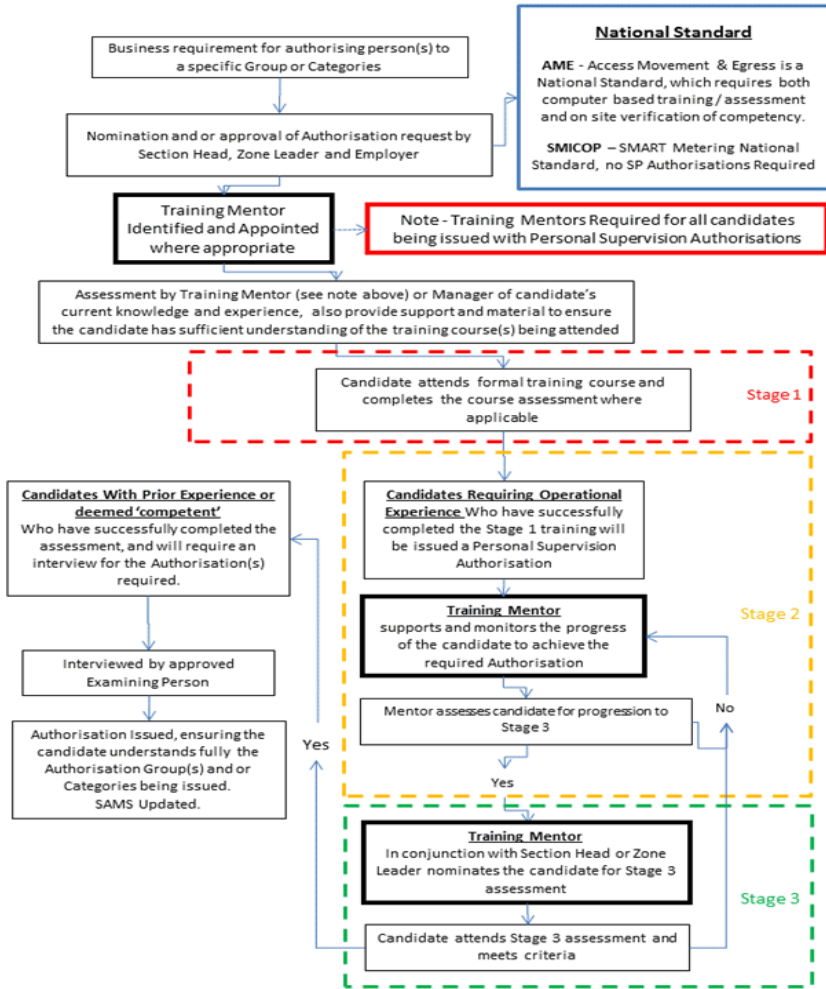 Business requirement for authorising person(s) to
a specific Group or Categories
National Standard
AME - Access Movement & Egress is a
National Standard, which requires both
computer based training / assessment
and on site verification of competency.
SMICOP – SMART Metering National
Standard, no SP Authorisations Required
Nomination and or approval of Authorisation request by
Section Head, Zone Leader and Employer
Training Mentor
Identified and Appointed
where appropriate
Note - Training Mentors Required for all candidates
being issued with Personal Supervision Authorisations
Assessment by Training Mentor (see note above) or Manager of candidate's
current knowledge and experience, also provide support and material to ensure
the candidate has sufficient understanding of the training course(s) being attended
Candidate attends formal training course and
completes the course assessment where
applicable
Stage 1
Candidates With Prior Experience or
deemed 'competent'
Who have successfully completed the
assessment, and will require an
interview for the Authorisation(s)
required.
Candidates Requiring Operational
Experience Who have successfully
completed the Stage 1 training will
be issued a Personal Supervision
Authorisation
Training Mentor
supports and monitors the progress
of the candidate to achieve the
required Authorisation
Stage 2
Interviewed by approved
Examining Person
Mentor assesses candidate for progression to
Stage 3
No
Authorisation Issued, ensuring the
candidate understands fully the
Authorisation Group(s) and or
Categories being issued.
SAMS Updated.
Yes
Yes
Training Mentor
In conjunction with Section Head or Zone
Leader nominates the candidate for Stage 3
assessment
Stage 3
Candidate attends Stage 3 assessment and
meets criteria